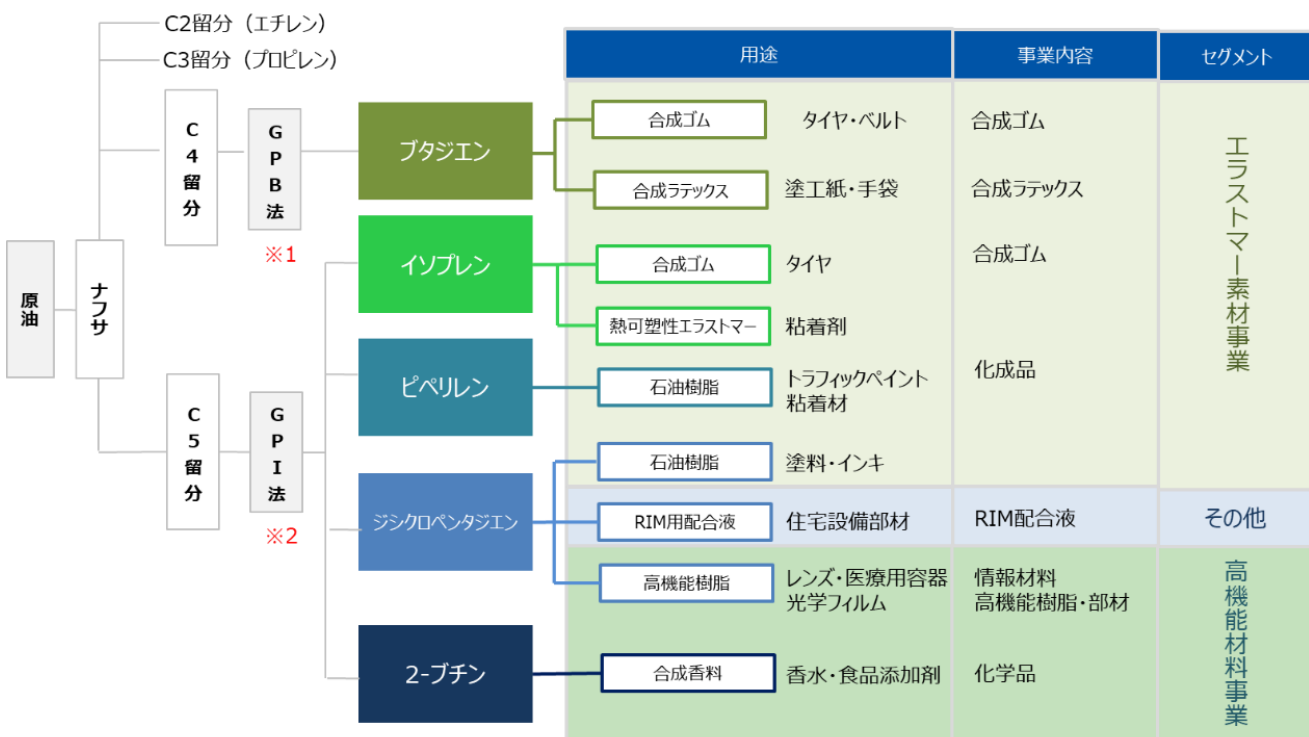 C2留分（エチレン）
C3留分（プロピレン）
用途
事業内容
セグメント
原油
ナフサ
C4留分
GPB法
※1
ブタジエン
合成ゴム
タイヤ・ベルト
合成ゴム
合成ラテックス
塗工紙・手袋
合成ラテックス
イソプレン
合成ゴム
タイヤ
合成ゴム
熱可塑性エラストマー
粘着剤
ピペリレン
石油樹脂
トラフィックペイント
粘着材
化成品
エラストマー素材事業
C5留分
GPI法
※2
ジシクロペンタジエン
石油樹脂
塗料・インキ
RIM用配合液
住宅設備部材
RIM配合液
その他
高機能樹脂
レンズ・医療用容器
光学フィルム
情報材料
高機能樹脂・部材
2-ブチン
合成香料
香水・食品添加剤
化学品
高機能材料事業